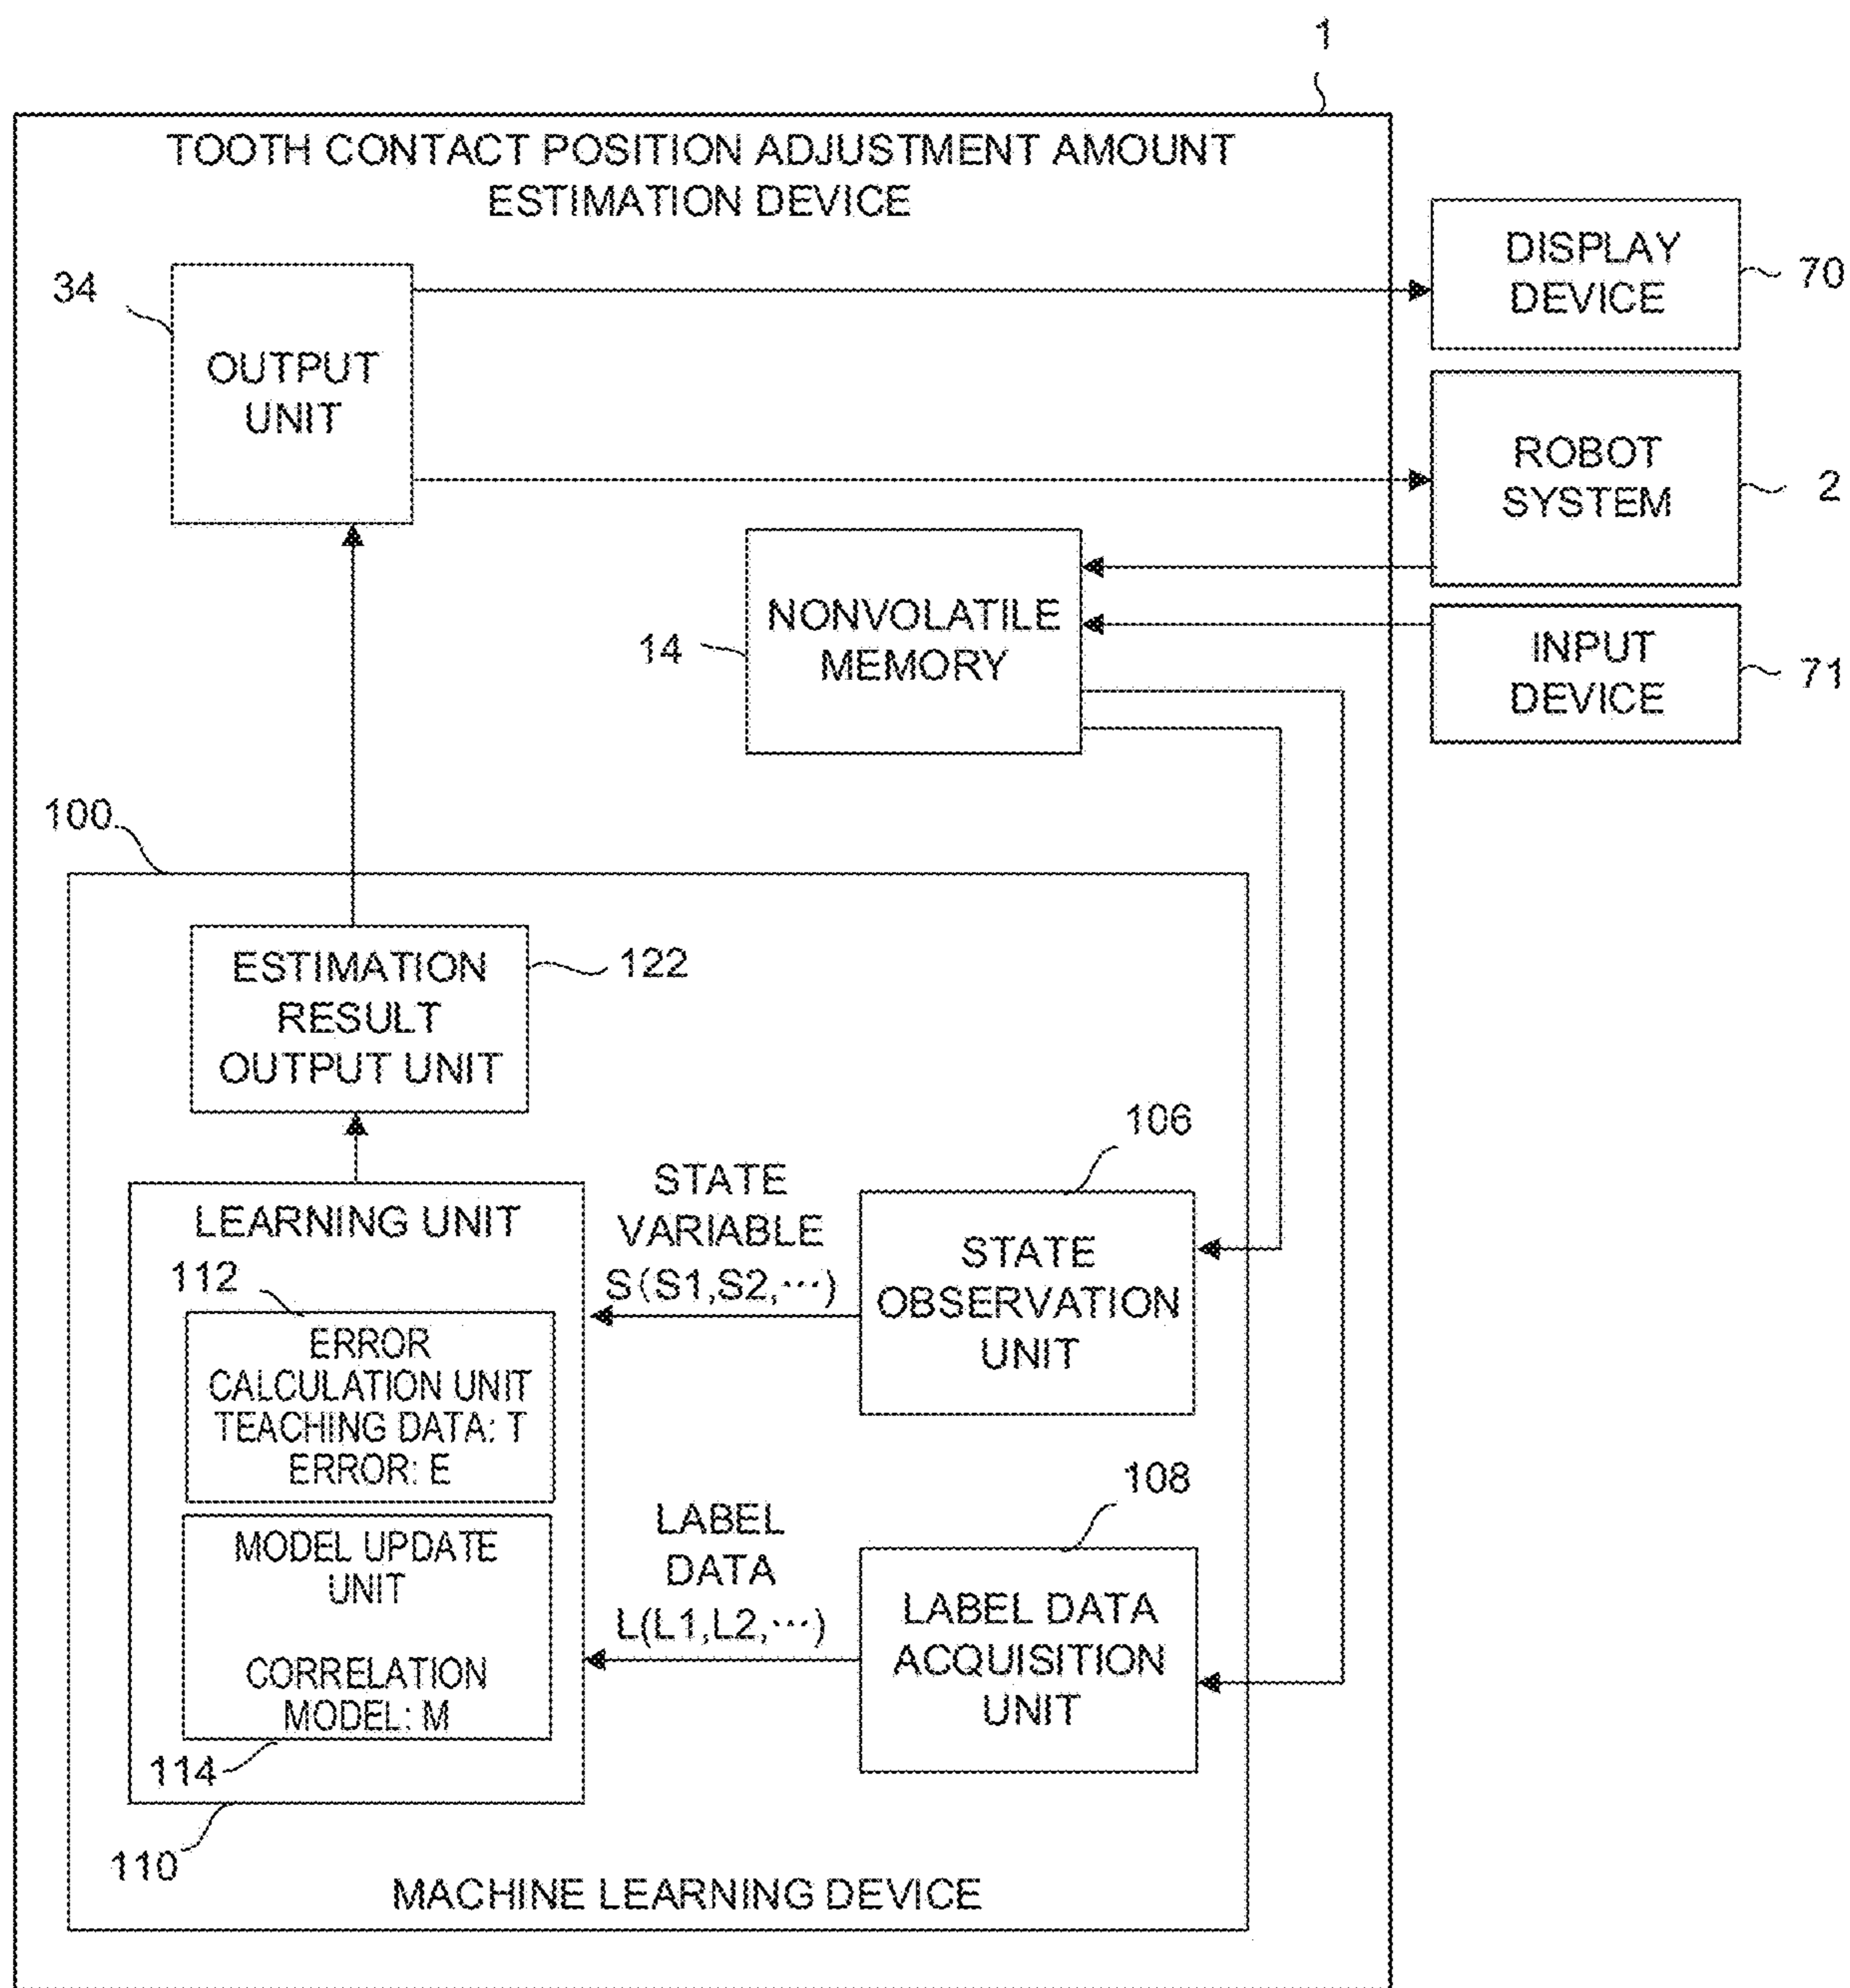 1
TOOTH CONTACT POSITION ADJUSTMENT AMOUNT
ESTIMATION DEVICE
34
OUTPUT
UNIT
DISPLAY
DEVICE
70
ROBOT
SYSTEM
2
14
NONVOLATILE
MEMORY
INPUT
DEVICE
71
100
ESTIMATION
RESULT
OUTPUT UNIT
122
106
STATE
VARIABLE
S(S1,S2,···)
STATE
OBSERVATION
UNIT
LEARNING UNIT
112
ERROR
CALCULATION UNIT
TEACHING DATA: T
ERROR: E
108
LABEL
DATA
L(L1,L2,···)
LABEL DATA
ACQUISITION
UNIT
MODEL UPDATE
UNIT
CORRELATION
MODEL: M
114
110
MACHINE LEARNING DEVICE